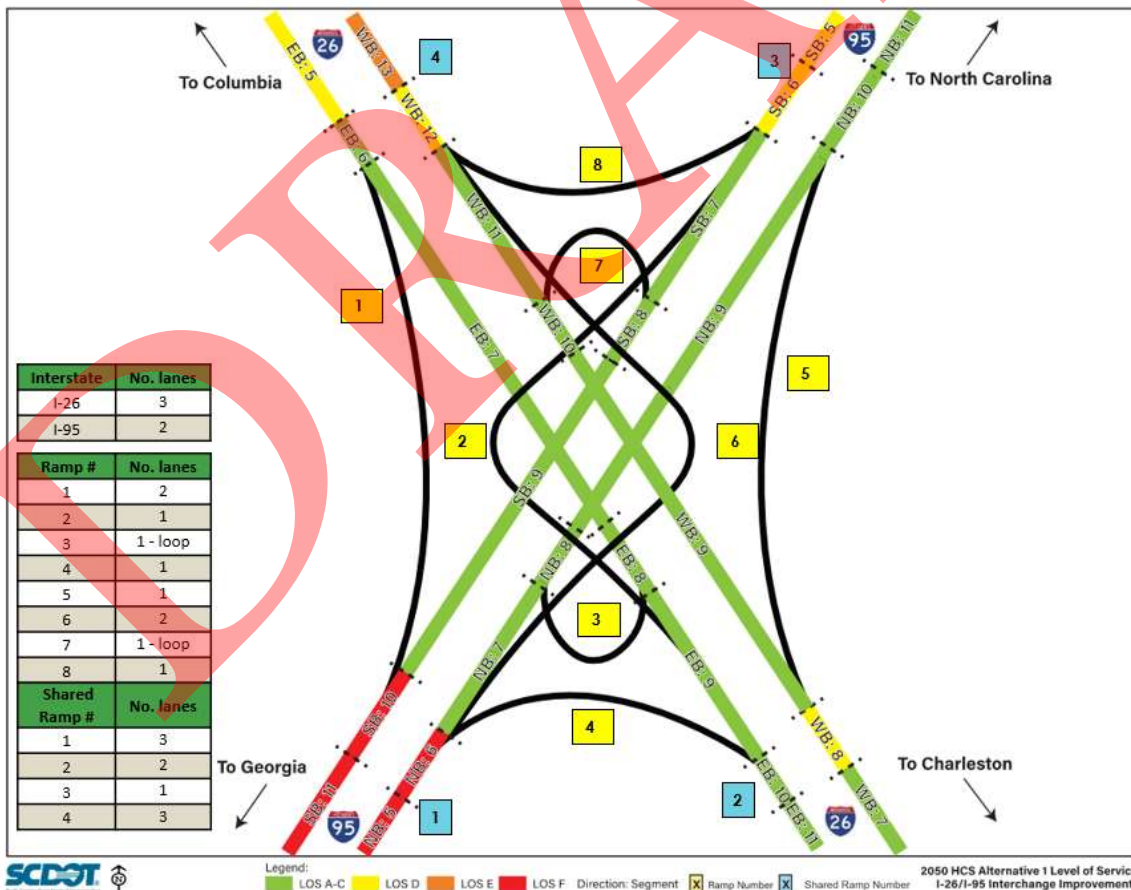 EB: 5
INTERSTATE
26
WB: 13
4
3
SB: 5
INTERSTATE
95
NB: 11
To Columbia
To North Carolina
SB: 6
NB: 10
EB: 6
WB: 12
8
WB: 11
SB: 7
7
1
WB: 10
SB: 8
NB: 9
EB: 7
5
Interstate No. lanes
I-26 3
I-95 2
2
6
Ramp # No. lanes
1 2
2 1
3 1 - loop
4 1
5 1
6 2
7 1 - loop
8 1
Shared Ramp # No. lanes
1 3
2 2
3 1
4 3
SB: 9
WB: 9
NB: 8
EB: 8
3
NB: 7
EB: 9
SB: 10
4
WB: 8
NB: 6
To Georgia
To Charleston
SB: 11
EB: 10
WB: 7
NB: 5
1
2
EB: 11
95
26
DRA
SCDOT
Legend:
LOS A-C LOS D LOS E LOS F Direction: Segment X Ramp Number X Shared Ramp Number
2050 HCS Alternative 1 Level of Servic
I-26/I-95 Interchange Improvement